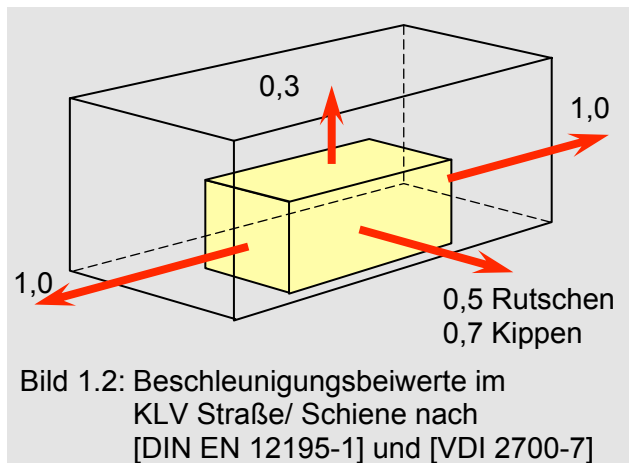 0,3
1,0
1,0
0,5 Rutschen
0,7 Kippen
Bild 1.2: Beschleunigungsbeiwerte im
KLV Straße/ Schiene nach
[DIN EN 12195-1] und [VDI 2700-7]